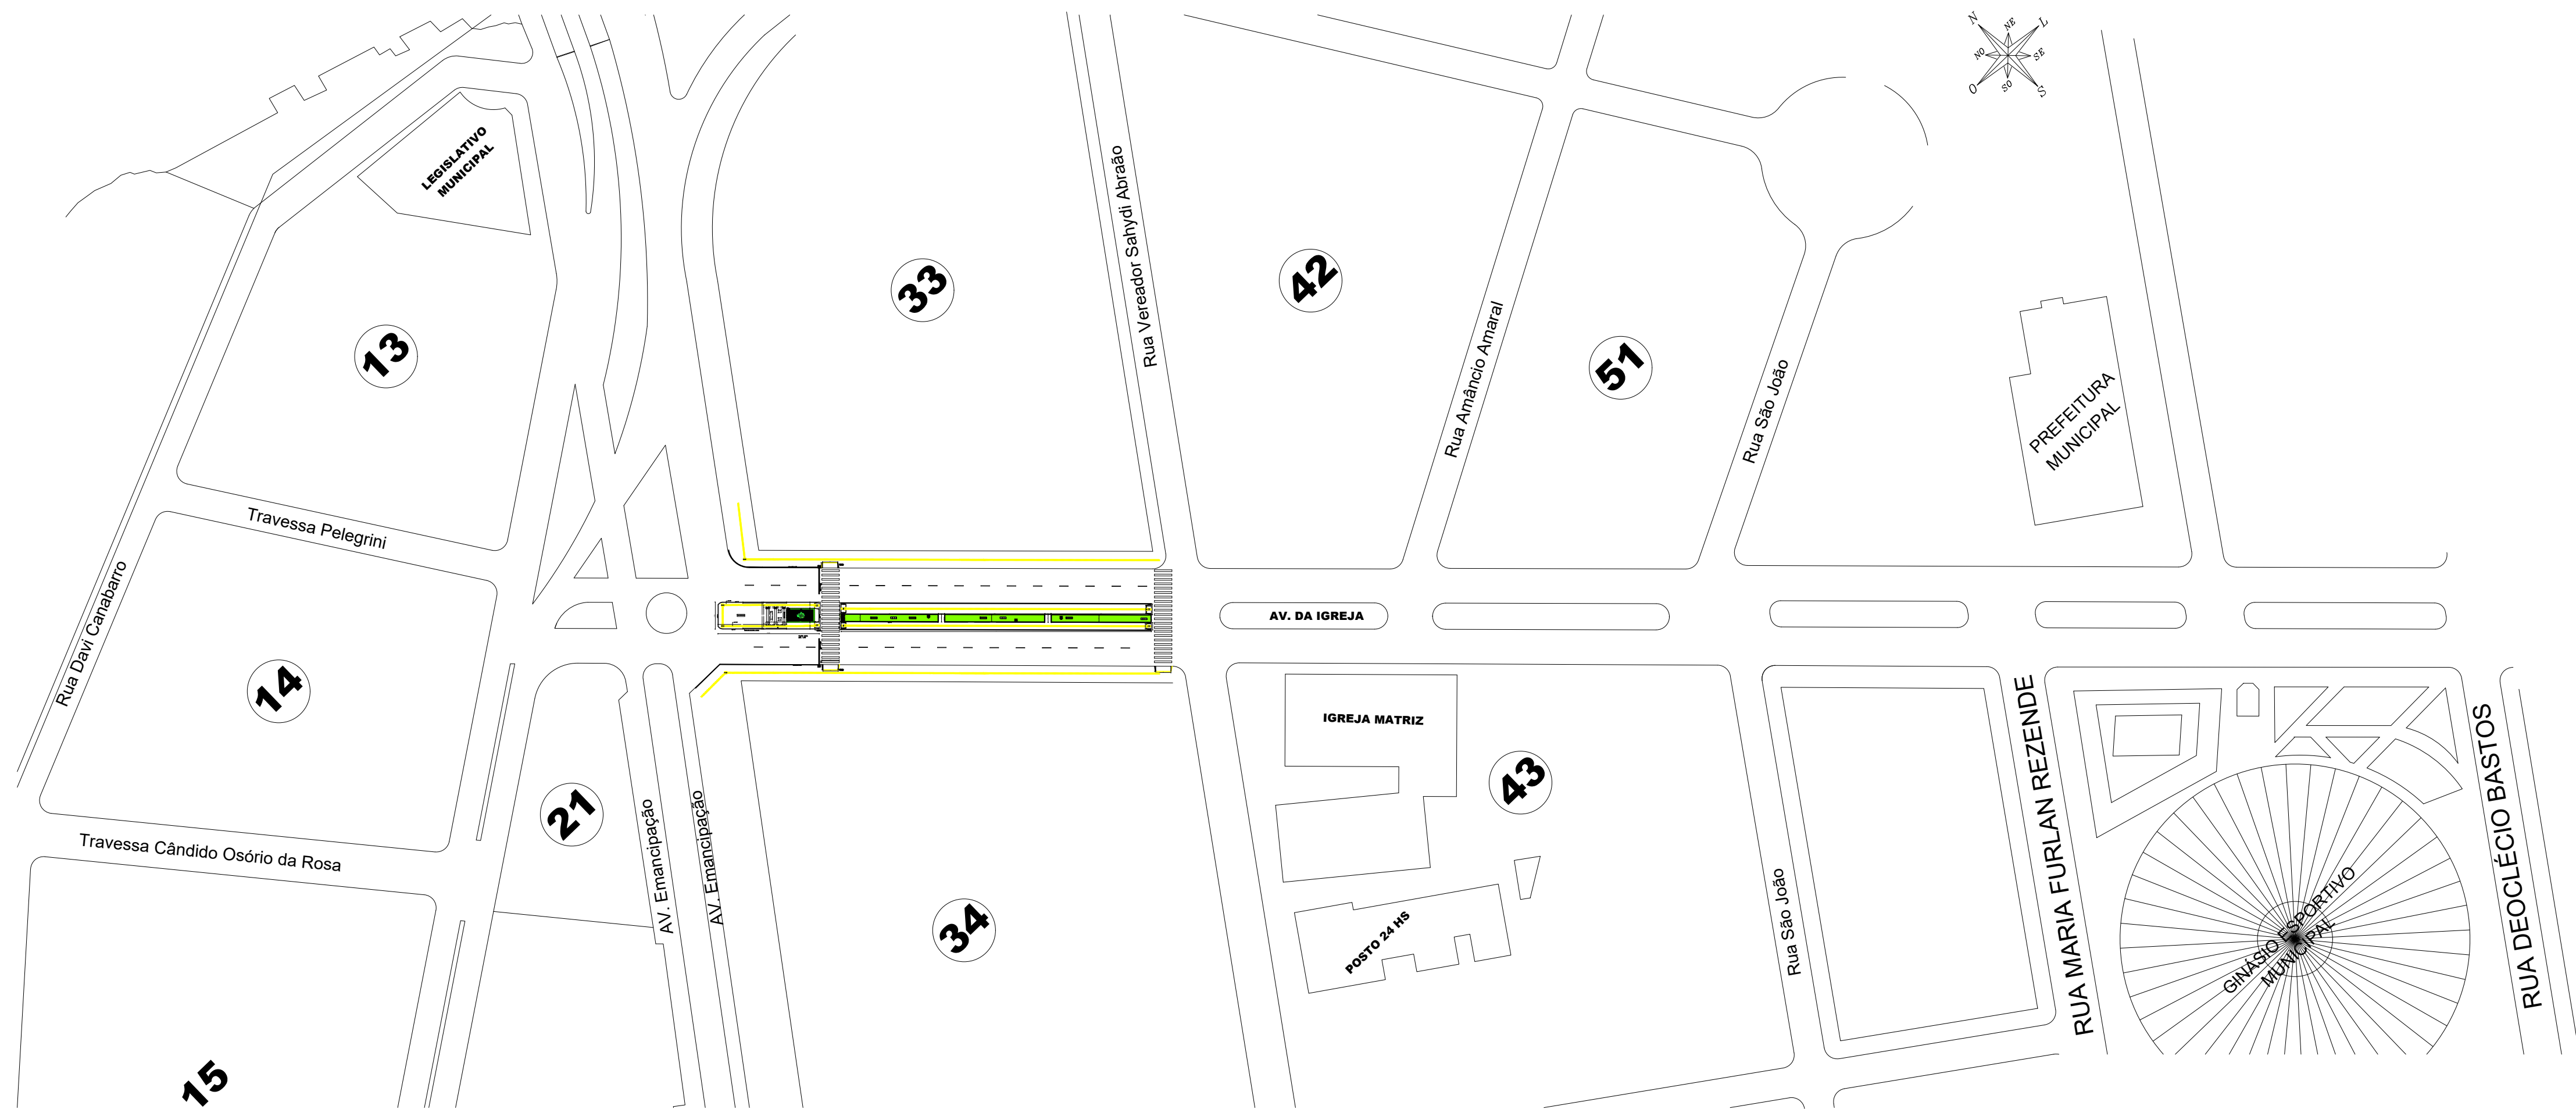 N
NE
L
NO
SE
O
SO
S
LEGISLATIVO
MUNICIPAL
Rua Vereador Sahydi Abraão
33
42
13
51
Rua Amâncio Amaral
Rua São João
PREFEITURA
MUNICIPAL
Travessa Pelegrini
Rua Davi Canabarro
AV. DA IGREJA
14
IGREJA MATRIZ
43
21
AV. Emancipação
AV. Emancipação
Travessa Cândido Osório da Rosa
34
POSTO 24 HS
Rua São João
RUA MARIA FURLAN REZENDE
GINÁSIO ESPORTIVO
MUNICIPAL
RUA DEOCLÉCIO BASTOS
15